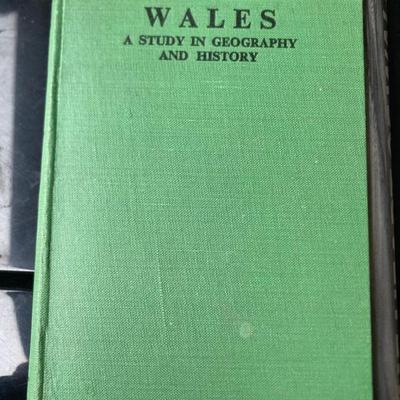 WALES
A STUDY IN GEOGRAPHY
AND HISTORY